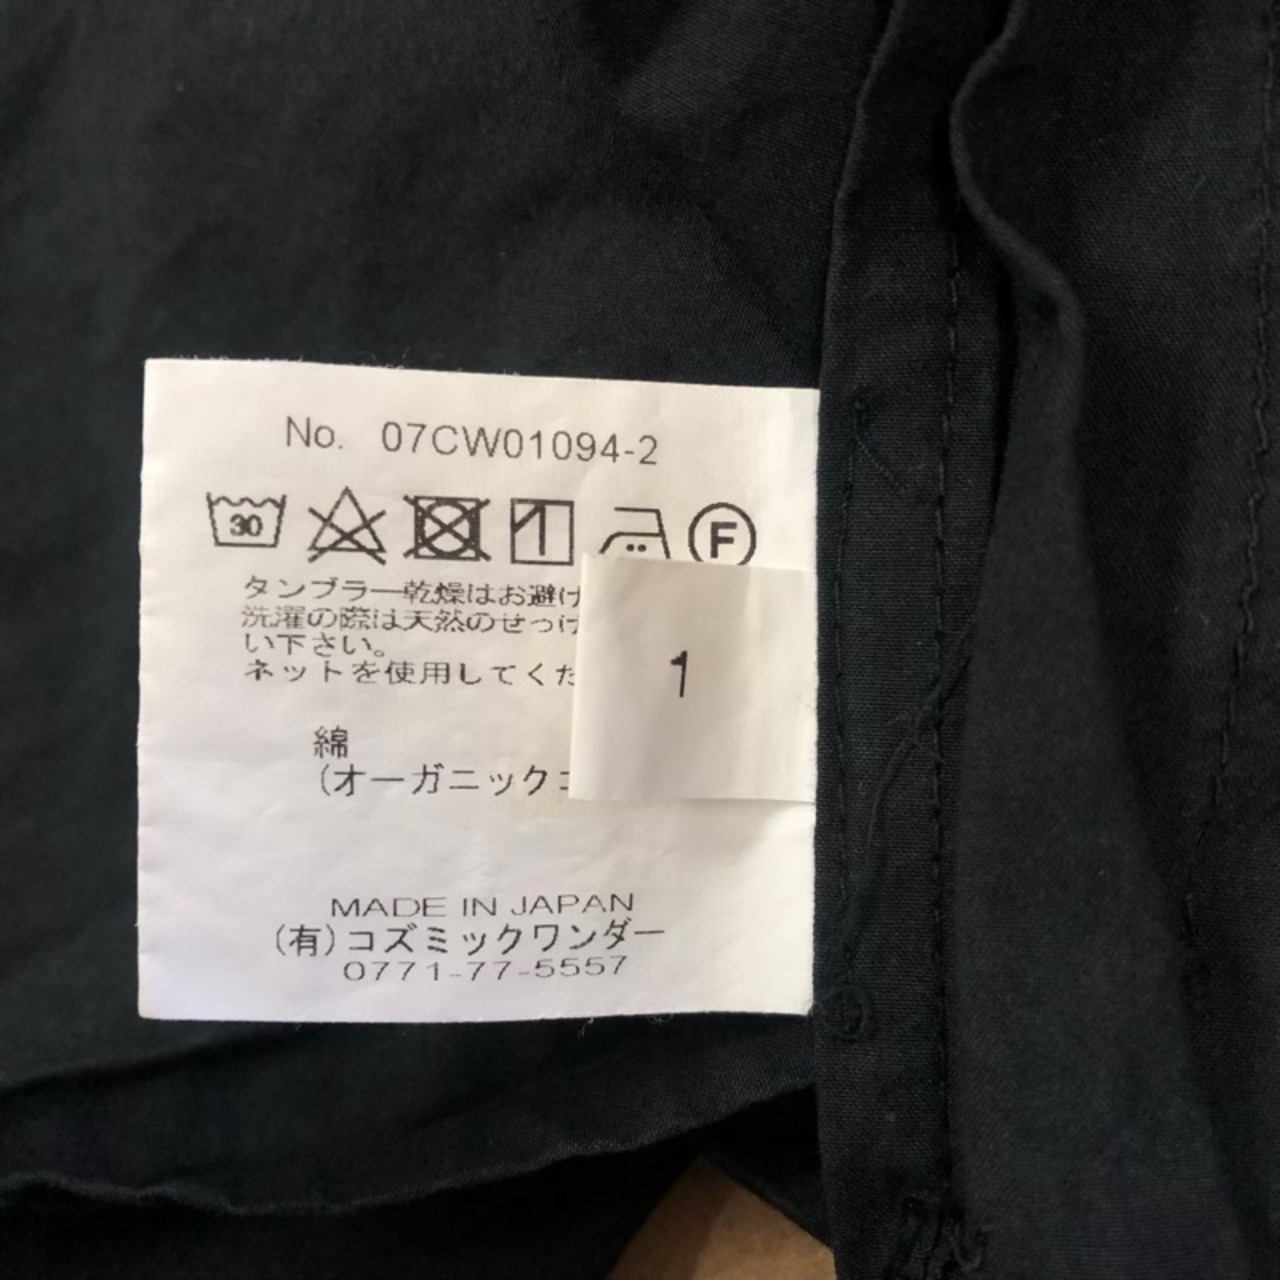 No. 07CW01094-2
30 F
タンブラー乾燥はお避け
洗濯の際は天然のせっけ
い下さい。
ネットを使用してくだ
1
綿
(オーガニックコ
MADE IN JAPAN
(有)コズミックワンダー
0771-77-5557